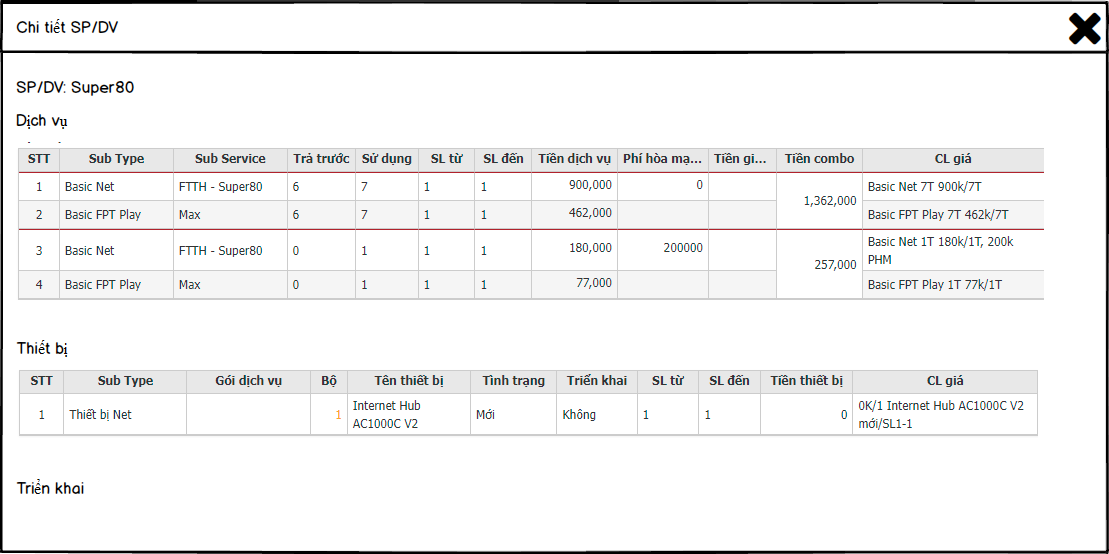 Chi tiết SP/DV
SP/DV: Super80
Dịch vụ
STT Sub Type Sub Service Trả trước Sử dụng SL từ SL đến Tiền dịch vụ Phí hòa mạ... Tiền gi... Tiền combo CL giá
1 Basic Net FTTH - Super80 6 7 1 1 900,000 0 1,362,000 Basic Net 7T 900k/7T
2 Basic FPT Play Max 6 7 1 1 462,000 Basic FPT Play 7T 462k/7T
3 Basic Net FTTH - Super80 0 1 1 1 180,000 200000 257,000 Basic Net 1T 180k/1T, 200k
PHM
4 Basic FPT Play Max 0 1 1 1 77,000 Basic FPT Play 1T 77k/1T
Thiết bị
STT Sub Type Gói dịch vụ Bộ Tên thiết bị Tình trạng Triển khai SL từ SL đến Tiền thiết bị CL giá
1 Thiết bị Net 1 Internet Hub Mới Không 1 1 0 0K/1 Internet Hub AC1000C V2
AC1000C V2 mới/SL1-1
Triển khai